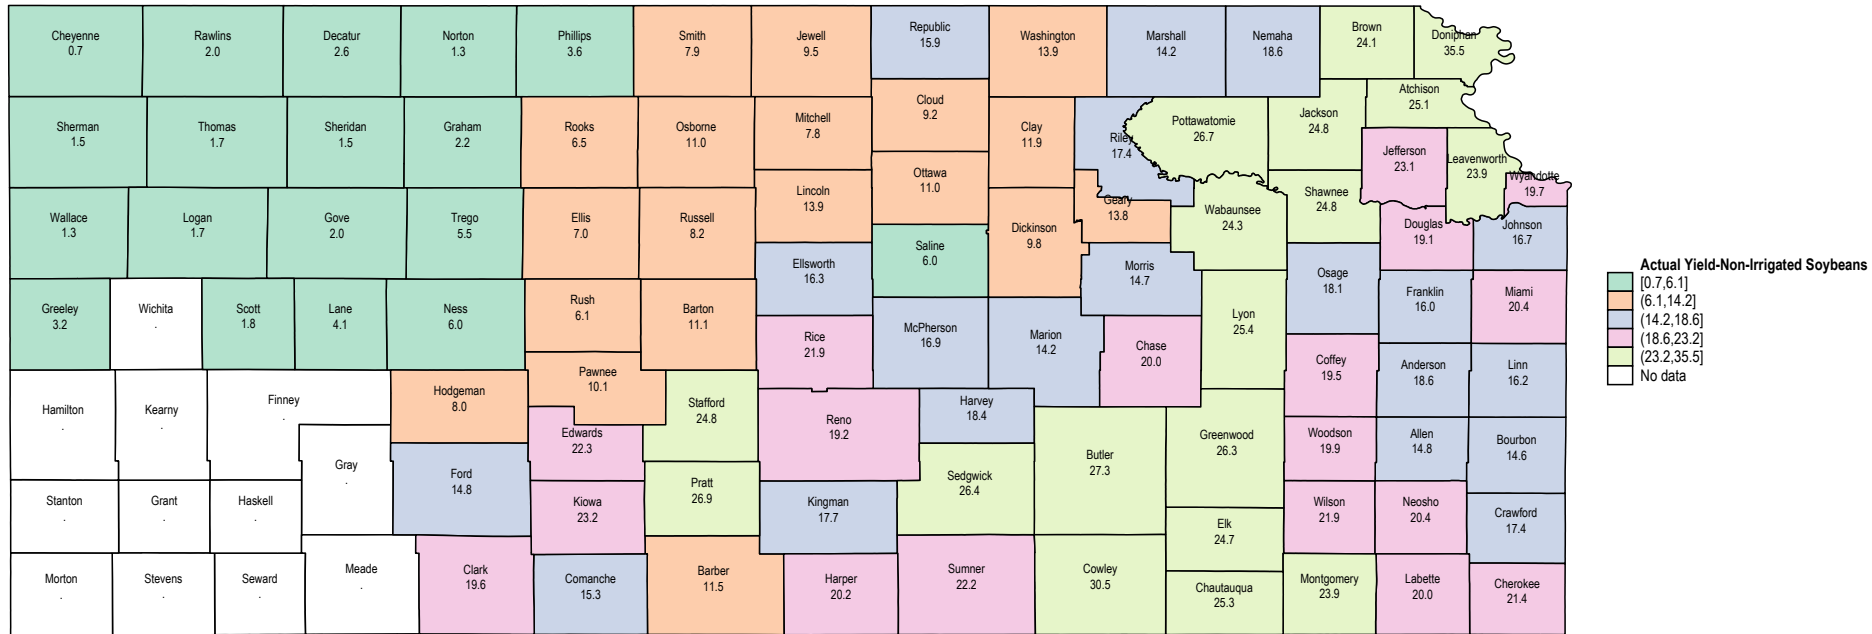 Cheyenne
0.7
Rawlins
2.0
Decatur
2.6
Norton
1.3
Phillips
3.6
Smith
7.9
Jewell
9.5
Republic
15.9
Washington
13.9
Marshall
14.2
Nemaha
18.6
Brown
24.1
Doniphan
35.5
Sherman
1.5
Thomas
1.7
Sheridan
1.5
Graham
2.2
Rooks
6.5
Osborne
11.0
Mitchell
7.8
Cloud
9.2
Clay
11.9
Riley
17.4
Pottawatomie
26.7
Jackson
24.8
Atchison
25.1
Jefferson
23.1
Leavenworth
23.9
Wyandotte
19.7
Wallace
1.3
Logan
1.7
Gove
2.0
Trego
5.5
Ellis
7.0
Russell
8.2
Lincoln
13.9
Ottawa
11.0
Saline
6.0
Dickinson
9.8
Geary
13.8
Wabaunsee
24.3
Shawnee
24.8
Douglas
19.1
Johnson
16.7
Greeley
3.2
Wichita
.
Scott
1.8
Lane
4.1
Ness
6.0
Rush
6.1
Barton
11.1
Ellsworth
16.3
Rice
21.9
McPherson
16.9
Marion
14.2
Morris
14.7
Chase
20.0
Lyon
25.4
Osage
18.1
Franklin
16.0
Miami
20.4
Coffey
19.5
Anderson
18.6
Linn
16.2
Hamilton
.
Kearny
.
Finney
.
Hodgeman
8.0
Pawnee
10.1
Stafford
24.8
Edwards
22.3
Reno
19.2
Harvey
18.4
Gray
.
Ford
14.8
Kiowa
23.2
Pratt
26.9
Kingman
17.7
Sedgwick
26.4
Butler
27.3
Greenwood
26.3
Woodson
19.9
Allen
14.8
Bourbon
14.6
Stanton
.
Grant
.
Haskell
.
Elk
24.7
Wilson
21.9
Neosho
20.4
Crawford
17.4
Morton
.
Stevens
.
Seward
.
Meade
.
Clark
19.6
Comanche
15.3
Barber
11.5
Harper
20.2
Sumner
22.2
Cowley
30.5
Chautauqua
25.3
Montgomery
23.9
Labette
20.0
Cherokee
21.4
Actual Yield-Non-Irrigated Soybeans
[0.7,6.1]
(6.1,14.2]
(14.2,18.6]
(18.6,23.2]
(23.2,35.5]
No data